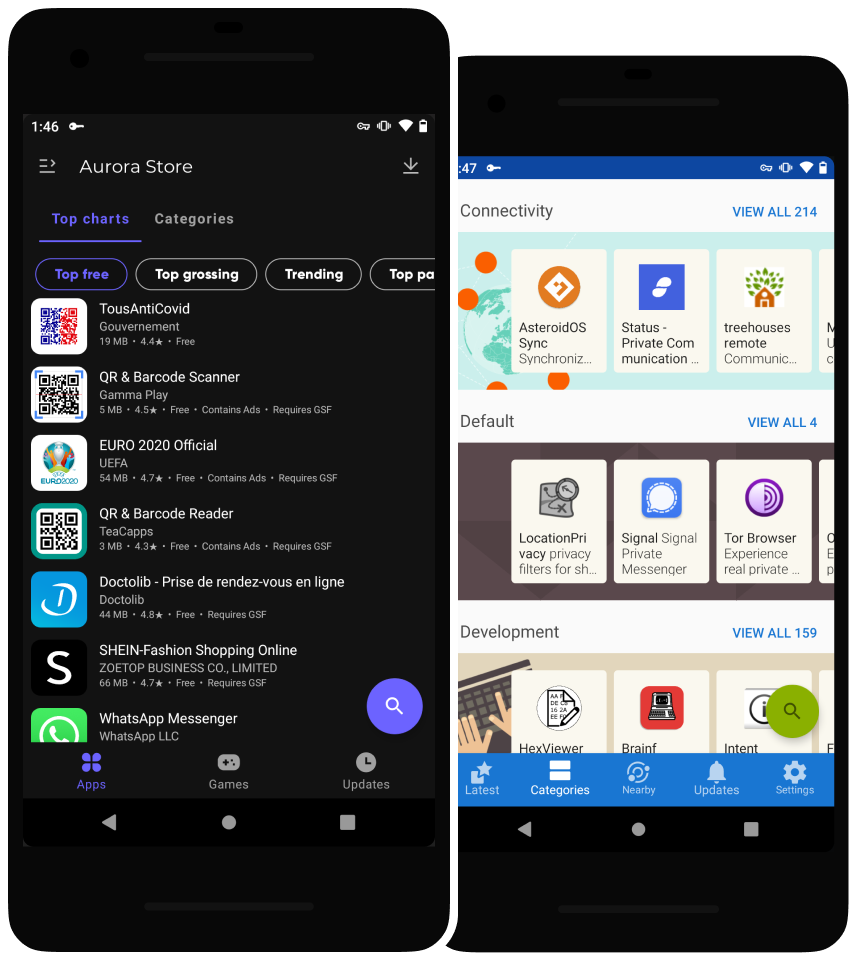 1:46
Aurora Store
Top charts
Categories
Top free
Top grossing
Trending
Top pa
TousAntiCovid
Gouvernement
19 MB • 4.4★ • Free
QR & Barcode Scanner
Gamma Play
5 MB • 4.5★ • Free • Contains Ads • Requires GSF
EURO 2020 Official
UEFA
54 MB • 4.7★ • Free • Contains Ads • Requires GSF
EURO2020
QR & Barcode Reader
TeaCapps
3 MB • 4.3★ • Free • Contains Ads • Requires GSF
Doctolib - Prise de rendez-vous en ligne
Doctolib
44 MB • 4.8★ • Free • Requires GSF
SHEIN-Fashion Shopping Online
ZOETOP BUSINESS CO., LIMITED
66 MB • 4.7★ • Free • Requires GSF
S
WhatsApp Messenger
WhatsApp LLC
Apps
Games
Updates
:47
Connectivity
VIEW ALL 214
AsteroidOS
Sync
Synchroniz...
Status -
Private Com
munication ...
treehouses
remote
Communic...
M
U
c
Default
VIEW ALL 4
LocationPri
vacy privacy
filters for sh...
Signal Signal
Private
Messenger
Tor Browser
Experience
real private ...
O
E
p
Development
VIEW ALL 159
HexViewer
Brainf
Intent
F
Latest
Categories
Nearby
Updates
Settings